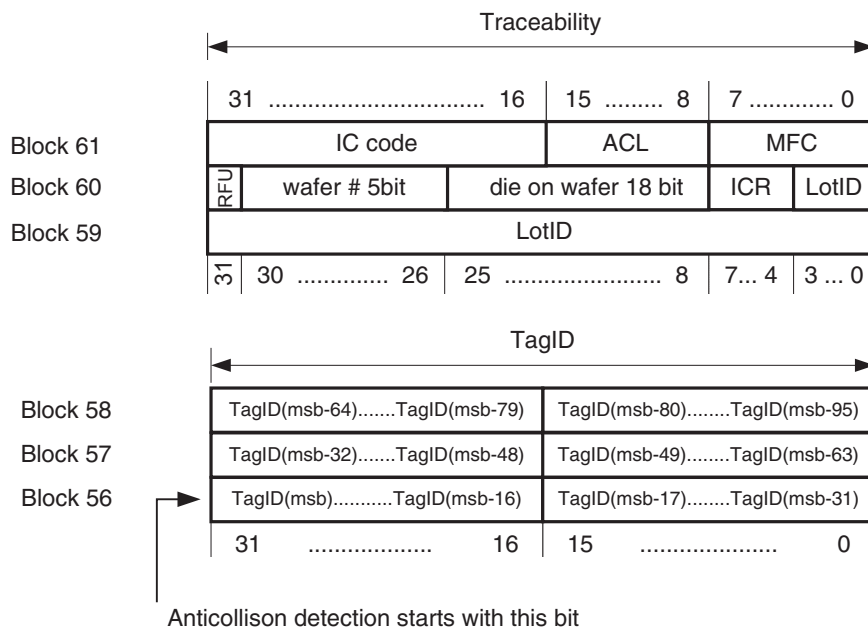 Traceability
31 ................................ 16 15 ......... 8 7 ............. 0
Block 61 IC code ACL MFC
Block 60 RFU wafer # 5bit die on wafer 18 bit ICR LotID
Block 59 LotID
31 30 .............. 26 25 ........................ 8 7... 4 3 ... 0
TagID
Block 58 TagID(msb-64).......TagID(msb-79) TagID(msb-80)........TagID(msb-95)
Block 57 TagID(msb-32)......TagID(msb-48) TagID(msb-49).......TagID(msb-63)
Block 56 TagID(msb)...........TagID(msb-16) TagID(msb-17).......TagID(msb-31)
31 ................... 16 15 ..................... 0
Anticollison detection starts with this bit